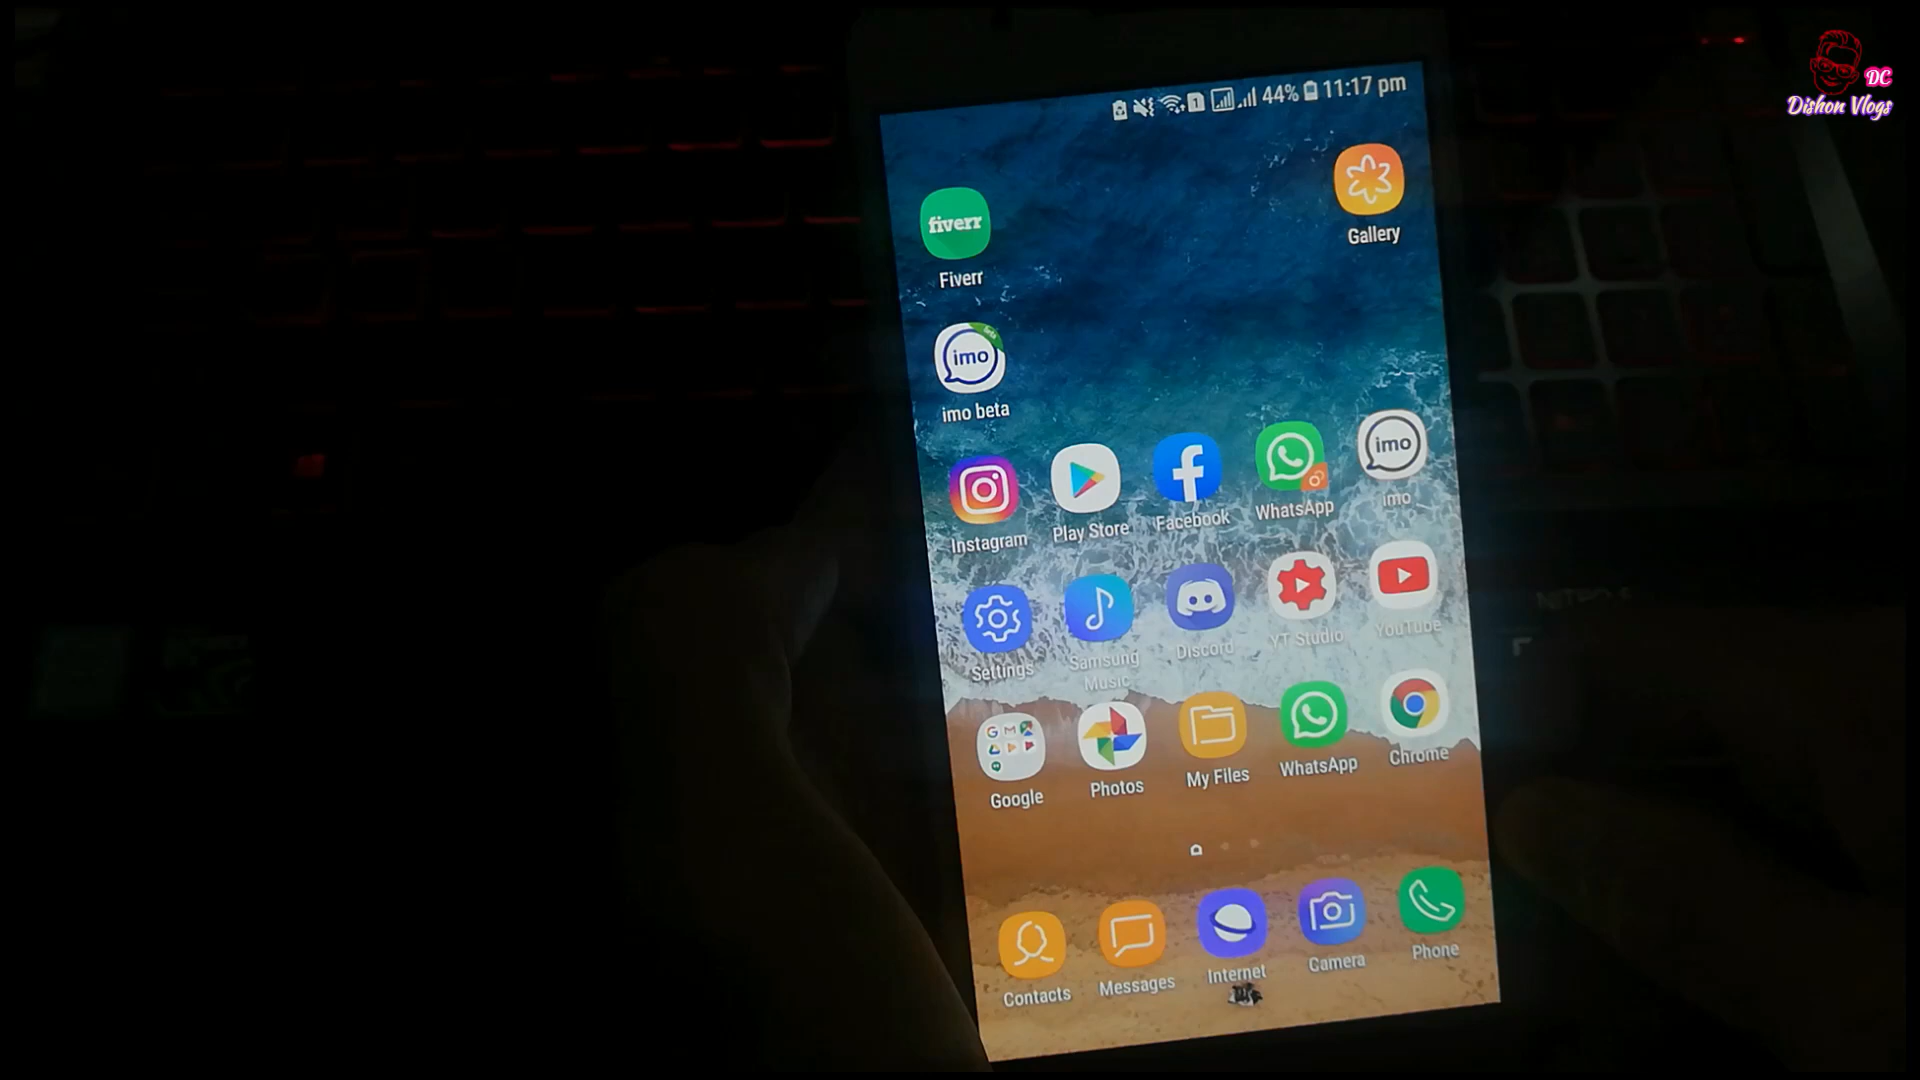 DC
Dishon Vlogs
1 44% 11:17 pm
fiverr
Gallery
Fiverr
imo
beta
imo beta
imo
Instagram
Play Store
Facebook
WhatsApp
imo
Settings
Samsung
Music
Discord
YT Studio
YouTube
Google
Photos
My Files
WhatsApp
Chrome
Contacts
Messages
Internet
Camera
Phone